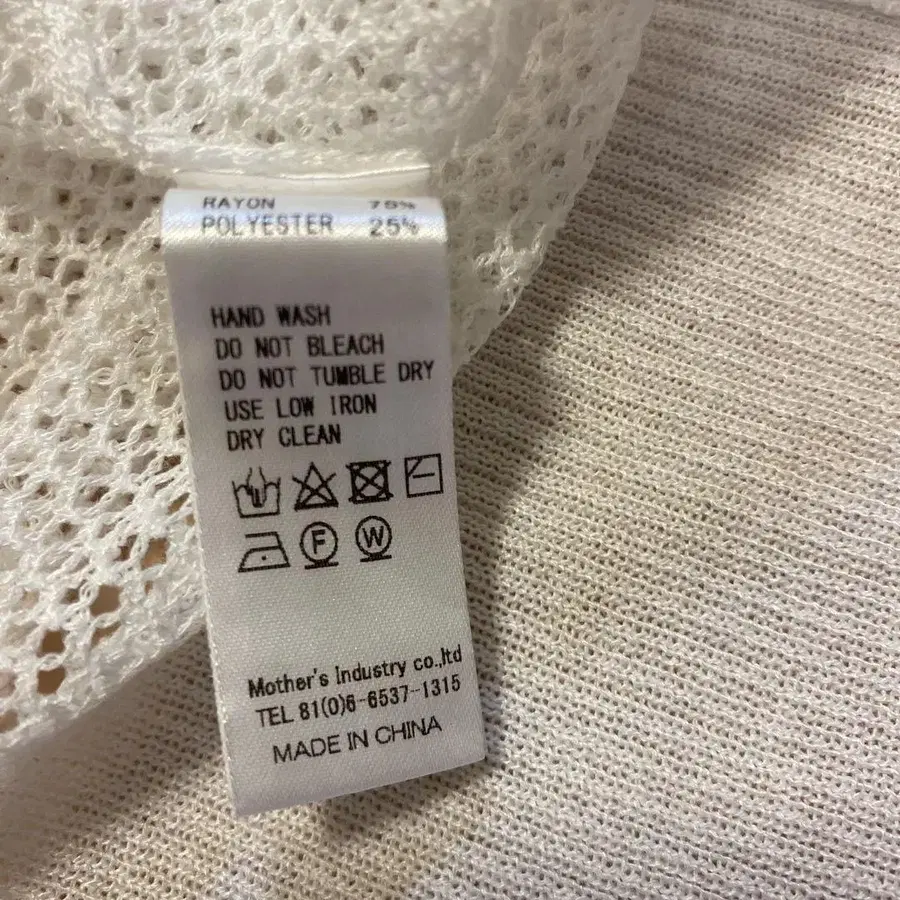 RAYON 75%
POLYESTER 25%
HAND WASH
DO NOT BLEACH
DO NOT TUMBLE DRY
USE LOW IRON
DRY CLEAN
F W
Mother's Industry co.,ltd
TEL 81(0)6-6537-1315
MADE IN CHINA